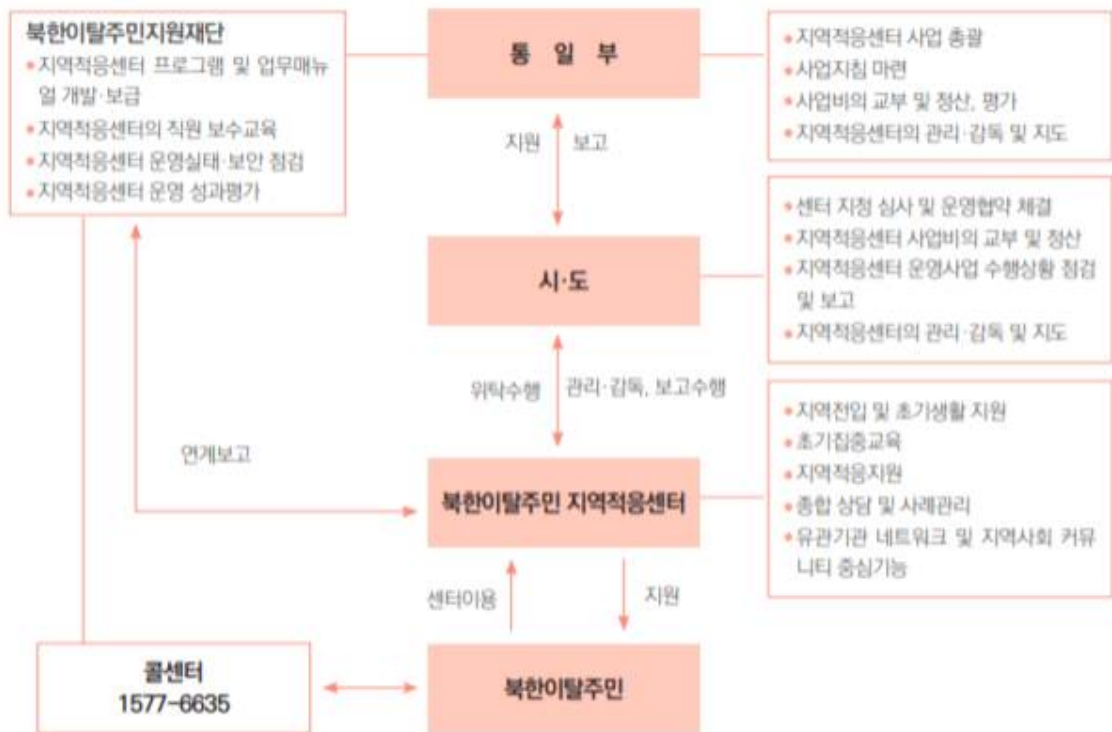 북한이탈주민지원재단
• 지역적응센터 프로그램 및 업무매뉴
얼 개발·보급
• 지역적응센터의 직원 보수교육
• 지역적응센터 운영실태·보안 점검
• 지역적응센터 운영 성과평가
통 일 부
• 지역적응센터 사업 총괄
• 사업지침 마련
• 사업비의 교부 및 정산, 평가
• 지역적응센터의 관리·감독 및 지도
지원 보고
시·도
• 센터 지정 심사 및 운영협약 체결
• 지역적응센터 사업비의 교부 및 정산
• 지역적응센터 운영사업 수행상황 점검
및 보고
• 지역적응센터의 관리·감독 및 지도
위탁수행 관리·감독, 보고수행
연계보고
북한이탈주민 지역적응센터
• 지역전입 및 초기생활 지원
• 초기집중교육
• 지역적응지원
• 종합 상담 및 사례관리
• 유관기관 네트워크 및 지역사회 커뮤
니티 중심기능
센터이용 지원
콜센터
1577-6635
북한이탈주민